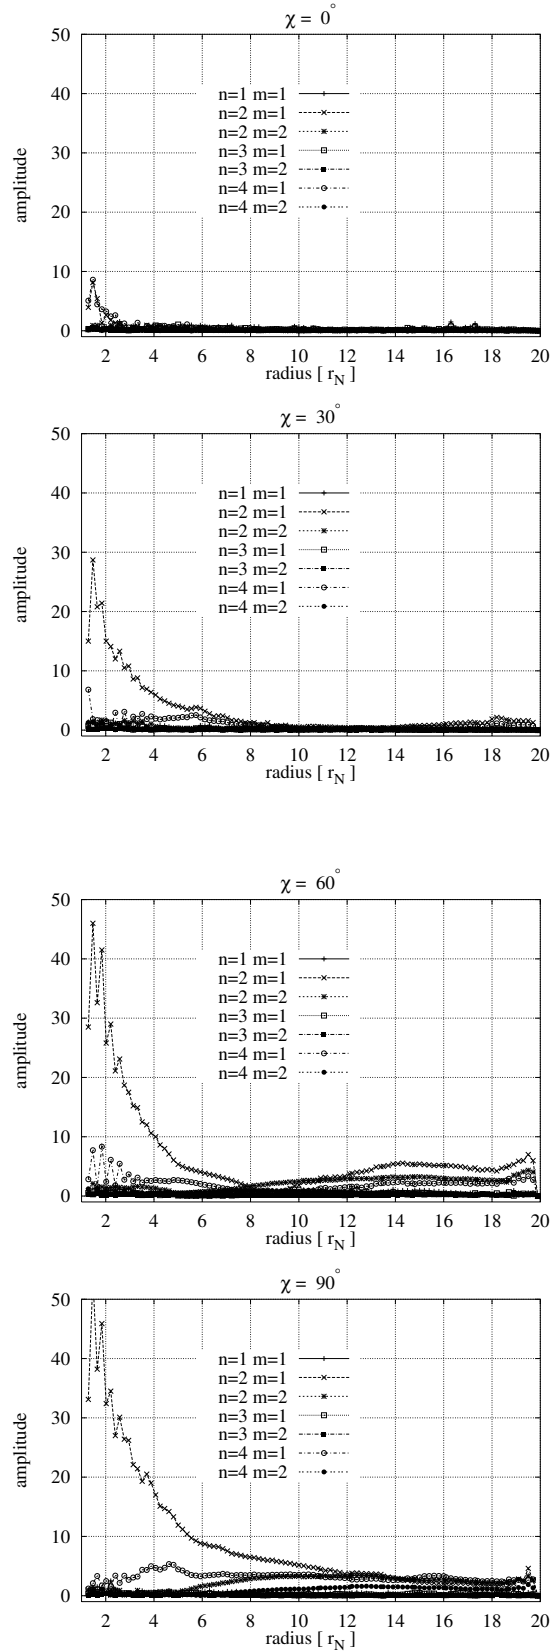 χ = 0°
50
40
30
20
10
0
amplitude
n=1 m=1
n=2 m=1
n=2 m=2
n=3 m=1
n=3 m=2
n=4 m=1
n=4 m=2
2 4 6 8 10 12 14 16 18 20
radius [ r_N ]
χ = 30°
50
40
30
20
10
0
amplitude
n=1 m=1
n=2 m=1
n=2 m=2
n=3 m=1
n=3 m=2
n=4 m=1
n=4 m=2
2 4 6 8 10 12 14 16 18 20
radius [ r_N ]
χ = 60°
50
40
30
20
10
0
amplitude
n=1 m=1
n=2 m=1
n=2 m=2
n=3 m=1
n=3 m=2
n=4 m=1
n=4 m=2
2 4 6 8 10 12 14 16 18 20
radius [ r_N ]
χ = 90°
50
40
30
20
10
0
amplitude
n=1 m=1
n=2 m=1
n=2 m=2
n=3 m=1
n=3 m=2
n=4 m=1
n=4 m=2
2 4 6 8 10 12 14 16 18 20
radius [ r_N ]